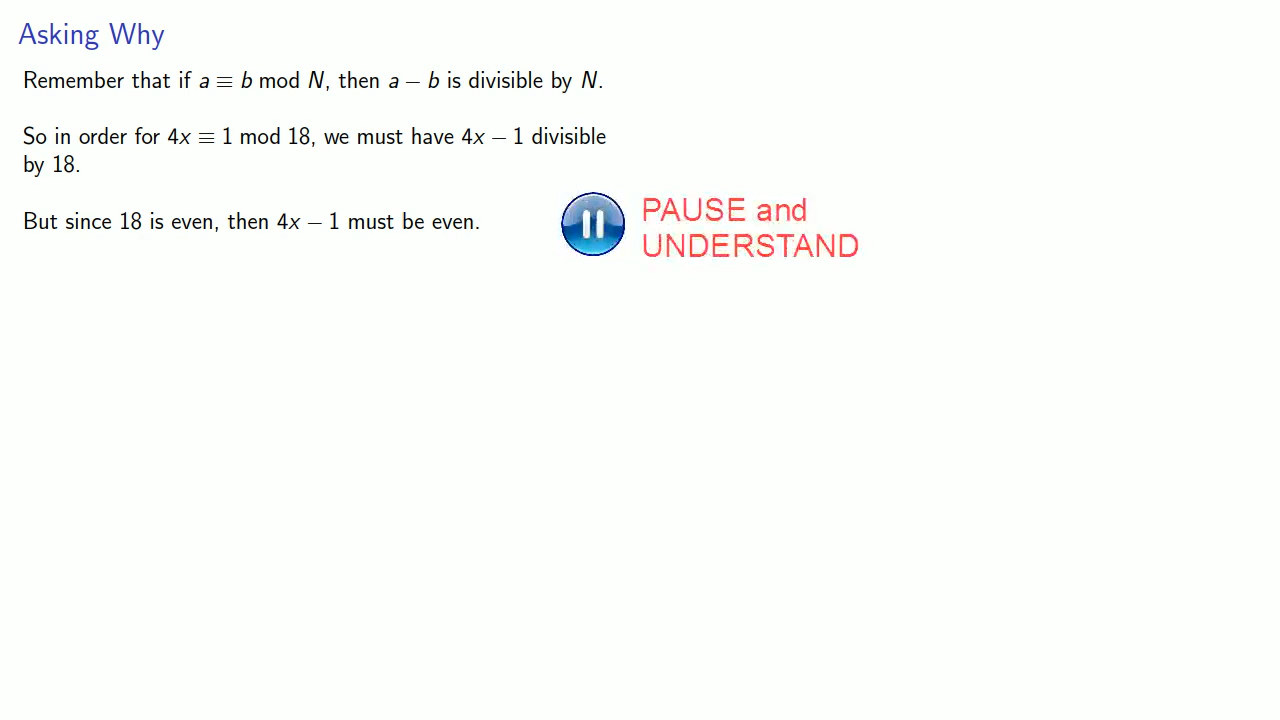 Asking Why
Remember that if a ≡ b mod N, then a − b is divisible by N.
So in order for 4x ≡ 1 mod 18, we must have 4x − 1 divisible
by 18.
But since 18 is even, then 4x − 1 must be even.
PAUSE and
UNDERSTAND